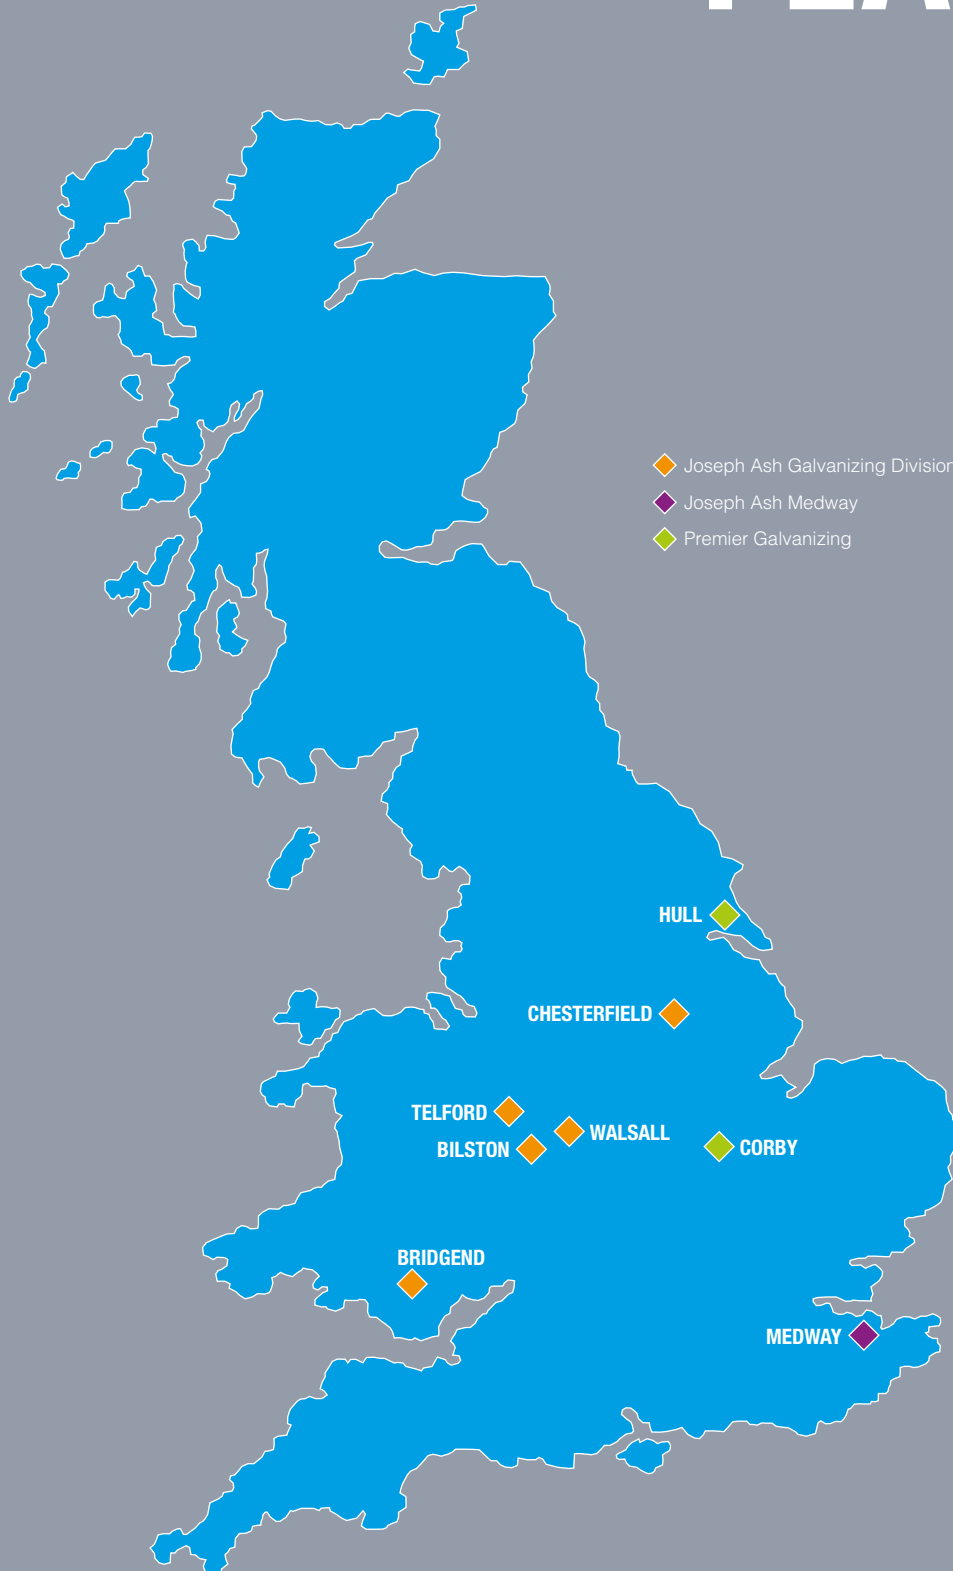 Joseph Ash Galvanizing Division
Joseph Ash Medway
Premier Galvanizing
HULL
CHESTERFIELD
TELFORD
WALSALL
BILSTON
CORBY
BRIDGEND
MEDWAY